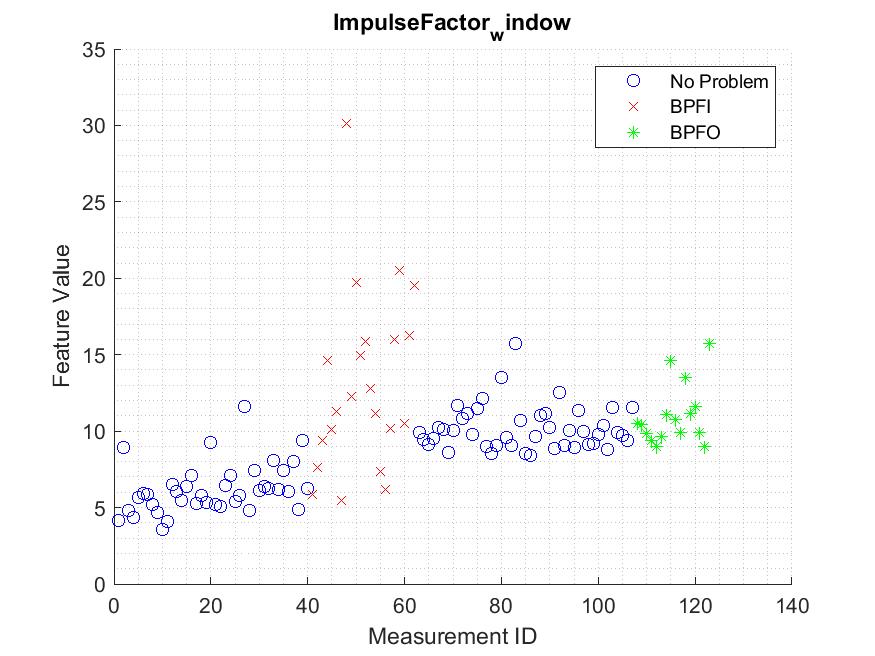 ImpulseFactor_window
35
30
25
20
15
10
5
0
0 20 40 60 80 100 120 140
Feature Value
Measurement ID
No Problem
BPFI
BPFO